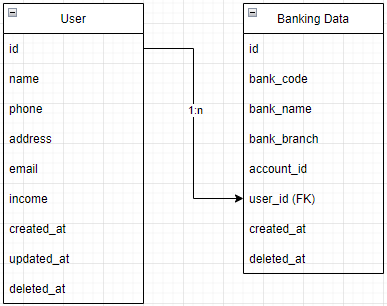 User
id
name
phone
address
email
income
created_at
updated_at
deleted_at
1:n
Banking Data
id
bank_code
bank_name
bank_branch
account_id
user_id (FK)
created_at
deleted_at